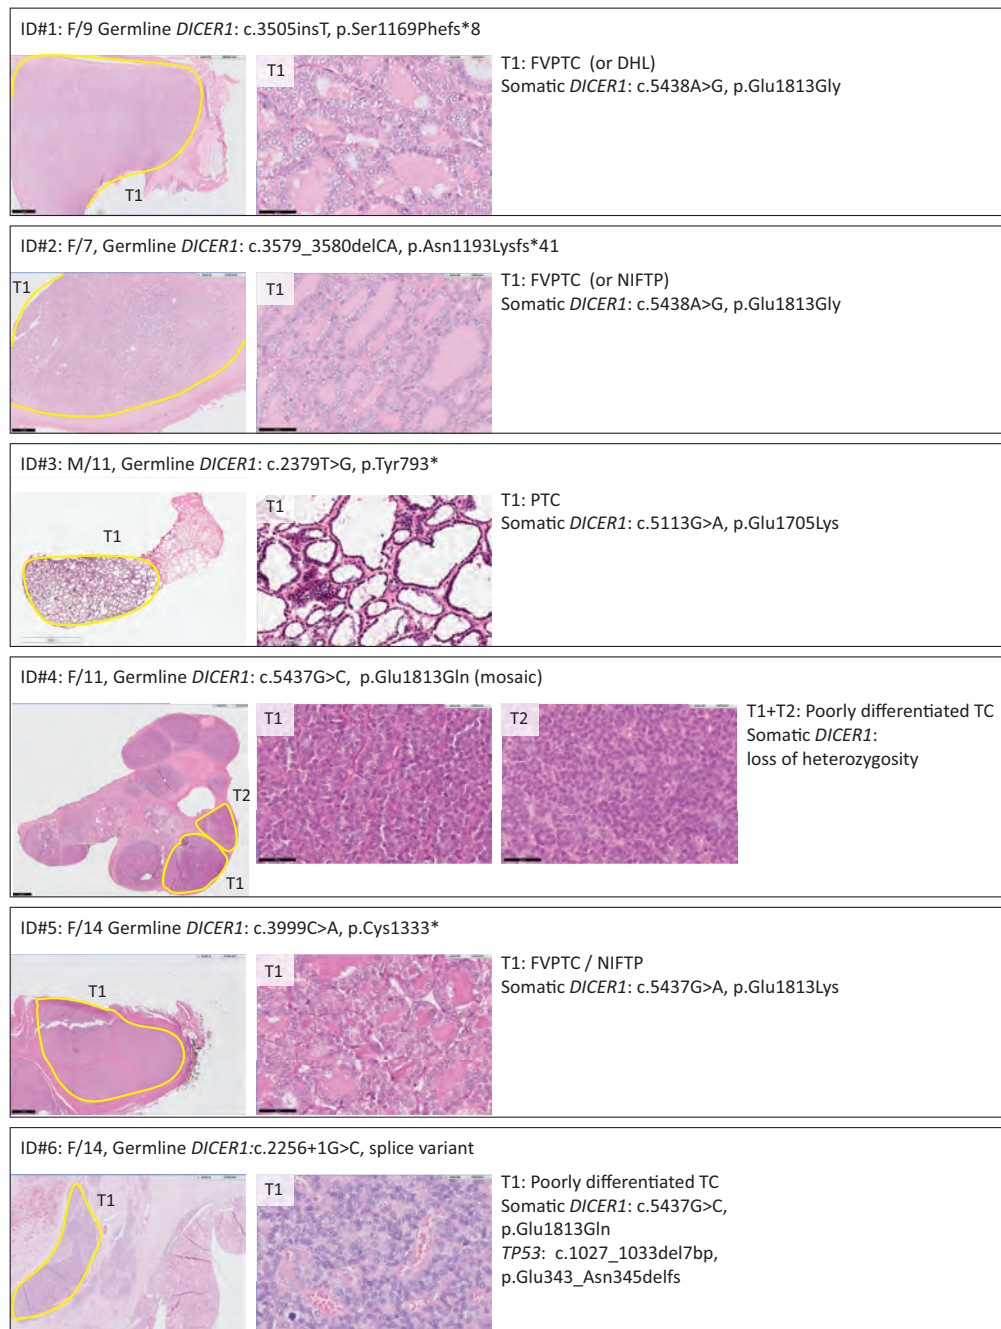 ID#1: F/9 Germline DICER1: c.3505insT, p.Ser1169Phefs*8
T1
T1
T1: FVPTC (or DHL)
Somatic DICER1: c.5438A>G, p.Glu1813Gly
ID#2: F/7, Germline DICER1: c.3579_3580delCA, p.Asn1193Lysfs*41
T1
T1
T1: FVPTC (or NIFTP)
Somatic DICER1: c.5438A>G, p.Glu1813Gly
ID#3: M/11, Germline DICER1: c.2379T>G, p.Tyr793*
T1
T1
T1: PTC
Somatic DICER1: c.5113G>A, p.Glu1705Lys
ID#4: F/11, Germline DICER1: c.5437G>C, p.Glu1813Gln (mosaic)
T2
T1
T1
T2
T1+T2: Poorly differentiated TC
Somatic DICER1:
loss of heterozygosity
ID#5: F/14 Germline DICER1: c.3999C>A, p.Cys1333*
T1
T1
T1: FVPTC / NIFTP
Somatic DICER1: c.5437G>A, p.Glu1813Lys
ID#6: F/14, Germline DICER1:c.2256+1G>C, splice variant
T1
T1
T1: Poorly differentiated TC
Somatic DICER1: c.5437G>C,
p.Glu1813Gln
TP53: c.1027_1033del7bp,
p.Glu343_Asn345delfs